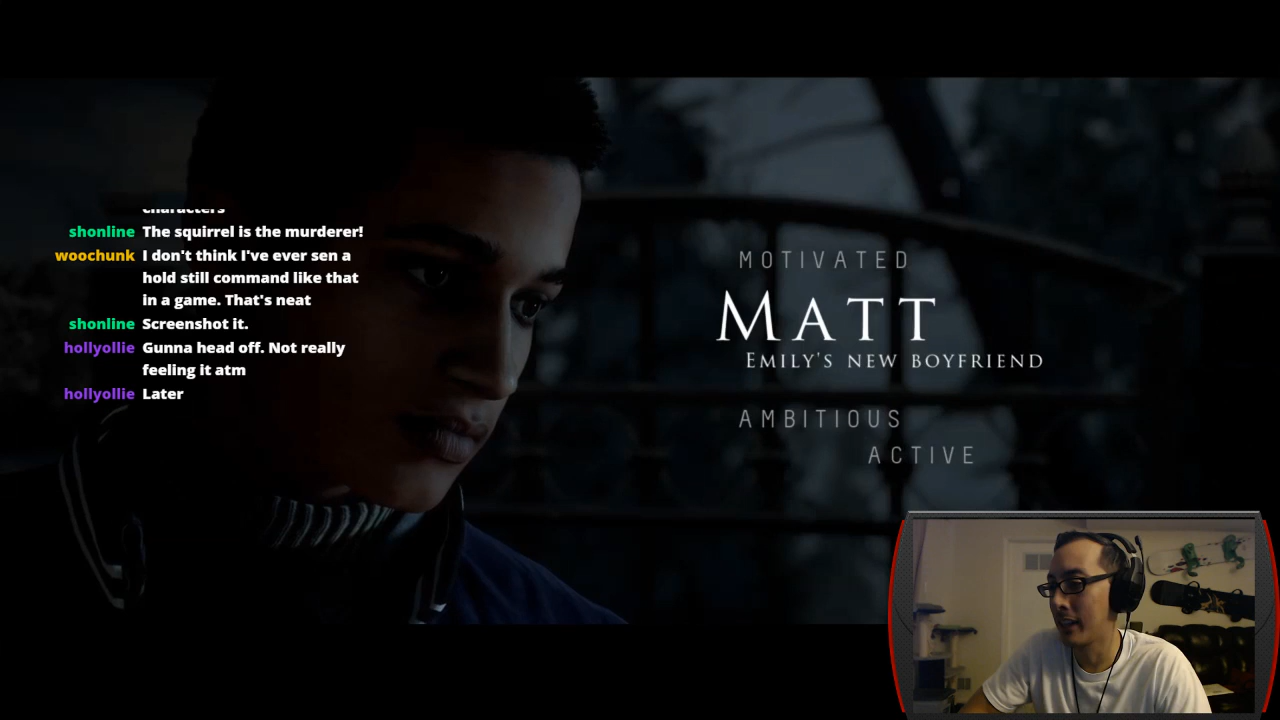 characters
shonline The squirrel is the murderer!
woochunk I don't think I've ever sen a
hold still command like that
in a game. That's neat
shonline Screenshot it.
hollyollie Gunna head off. Not really
feeling it atm
hollyollie Later
MOTIVATED
MATT
EMILY'S NEW BOYFRIEND
AMBITIOUS
ACTIVE